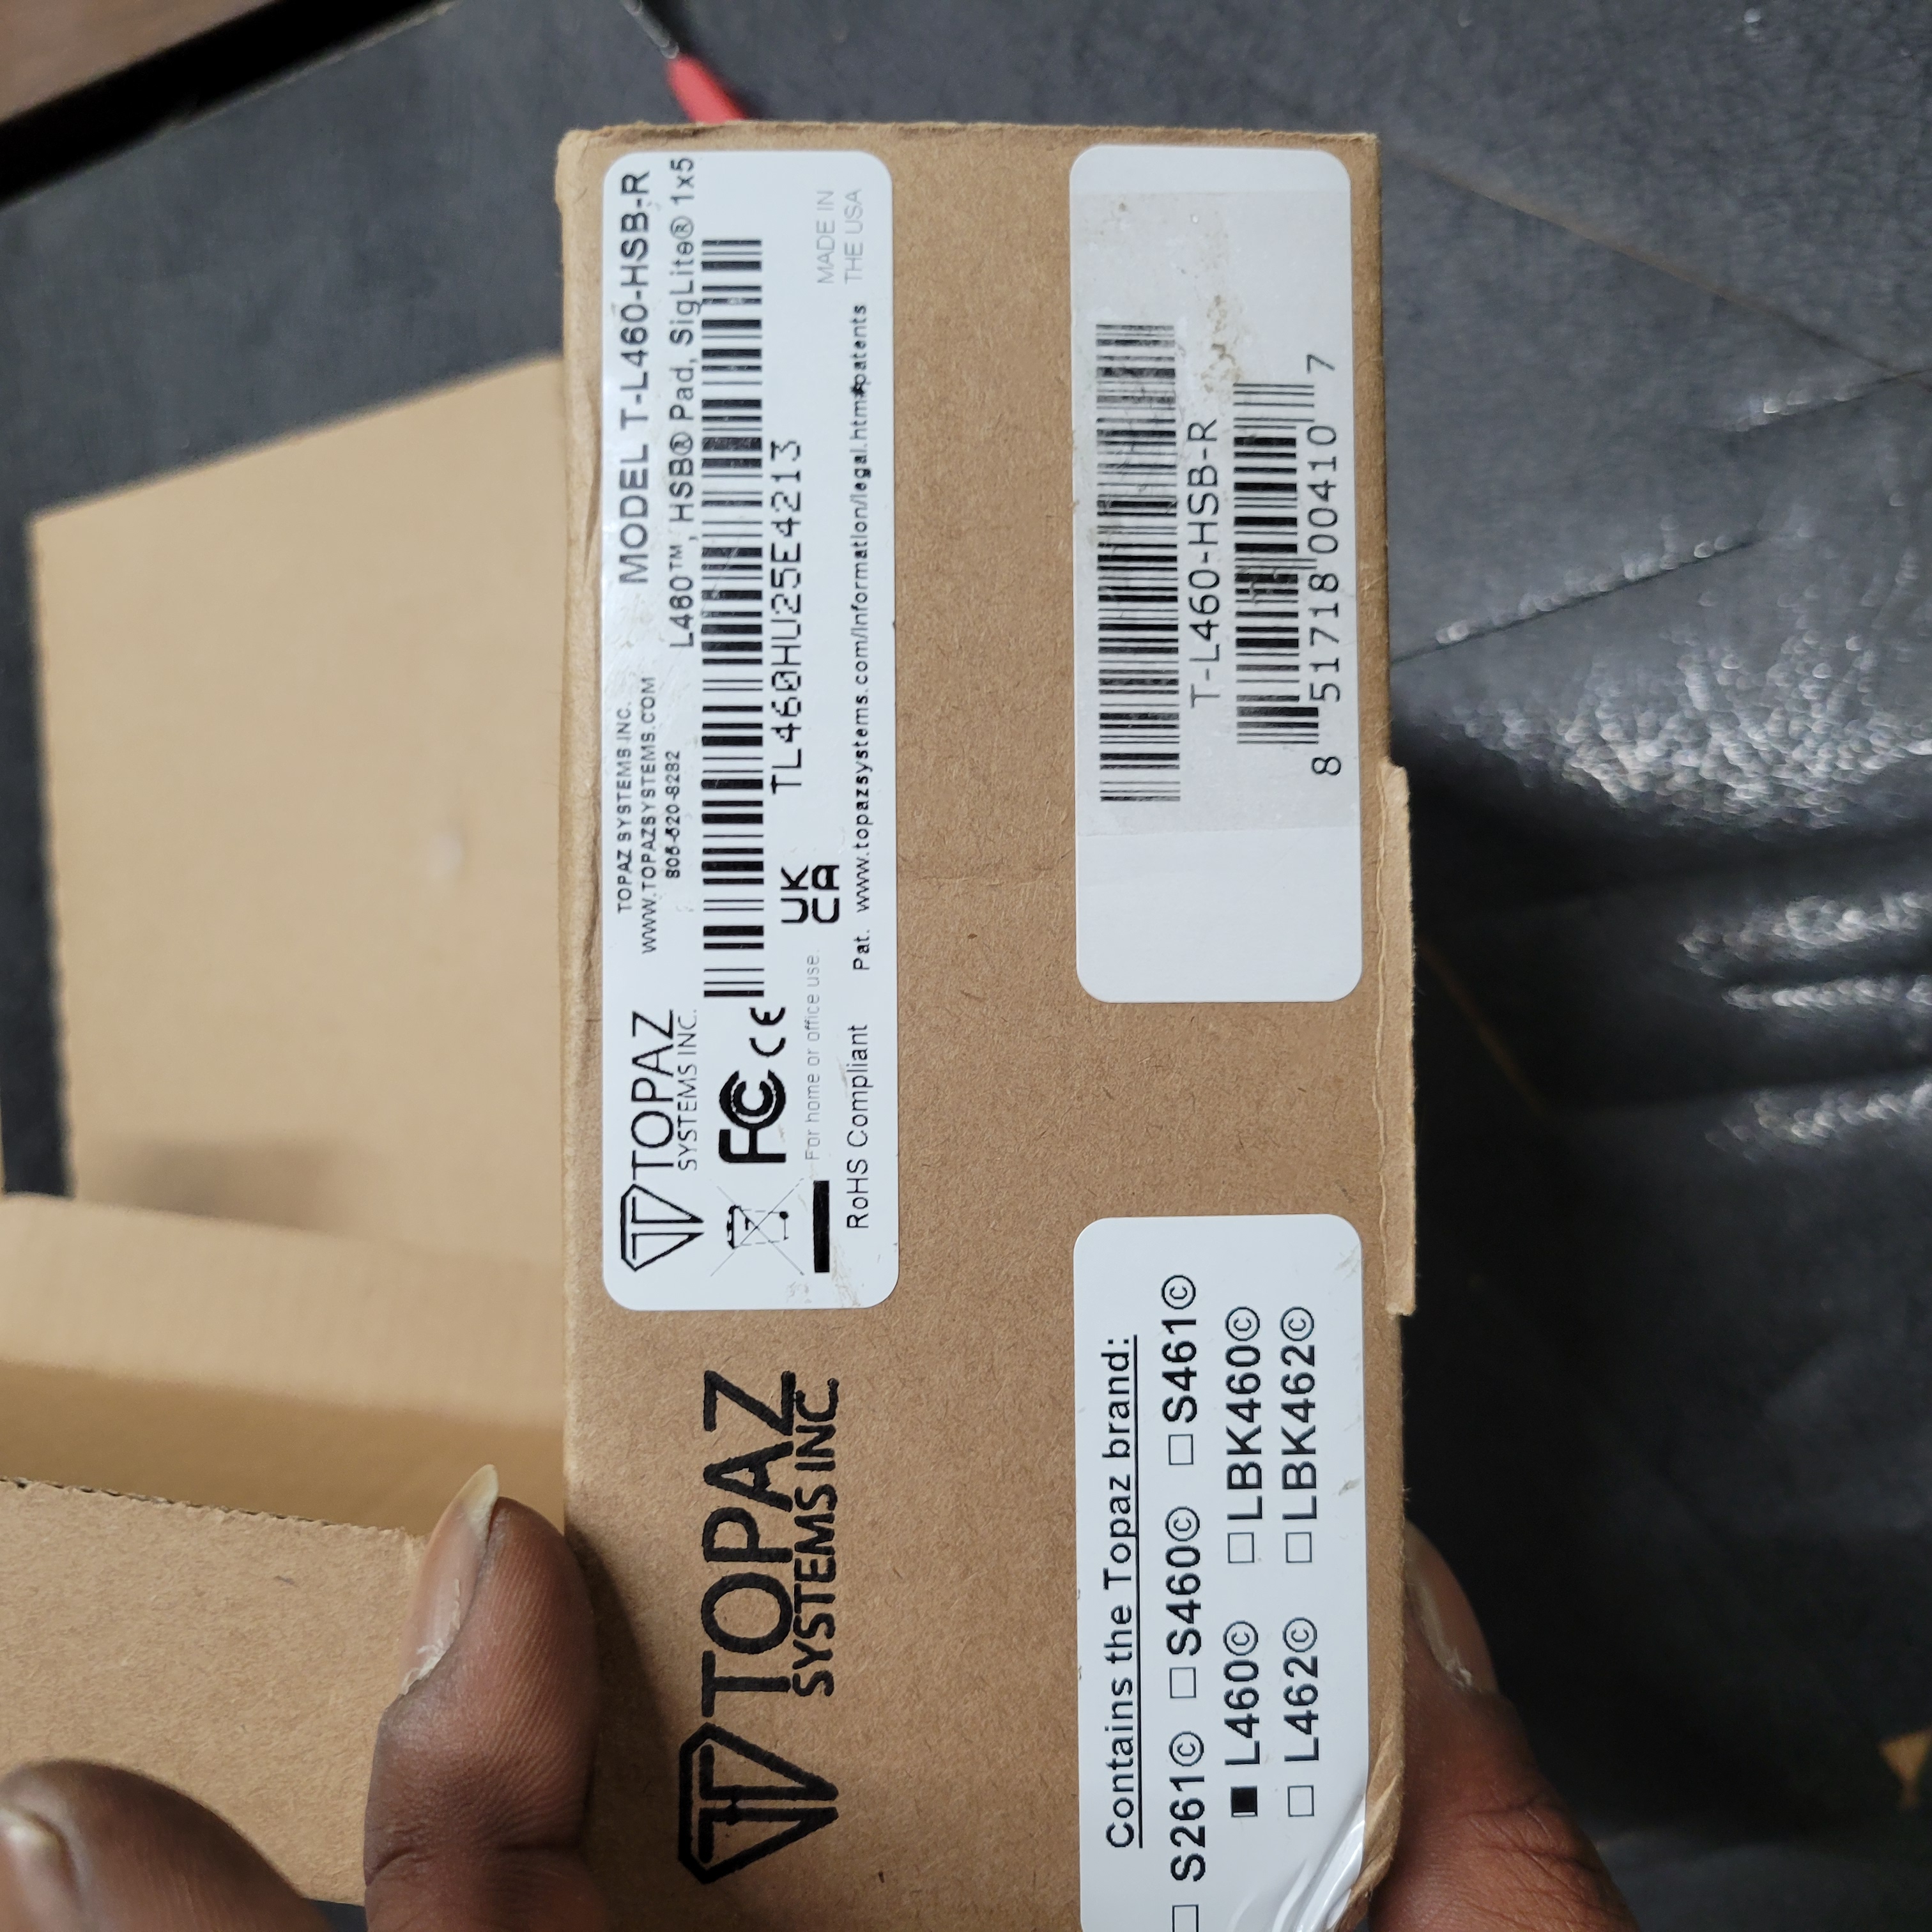 TOPAZ
SYSTEMS INC.
TOPAZ SYSTEMS INC.
WWW.TOPAZSYSTEMS.COM
805-520-8282
MODEL T-L460-HSB-R
L460™, HSB® Pad, SigLite® 1x5
FC CE
TL460HU25E4213
For home or office use.
UK
CA
MADE IN
THE USA
RoHS Compliant Pat. www.topazsystems.com/information/legal.htm#patents
TOPAZ
SYSTEMS INC.
T-L460-HSB-R
8 51718 00410 7
Contains the Topaz brand:
□ S261© □ S460© □ S461©
■ L460© □ LBK460©
□ L462© □ LBK462©